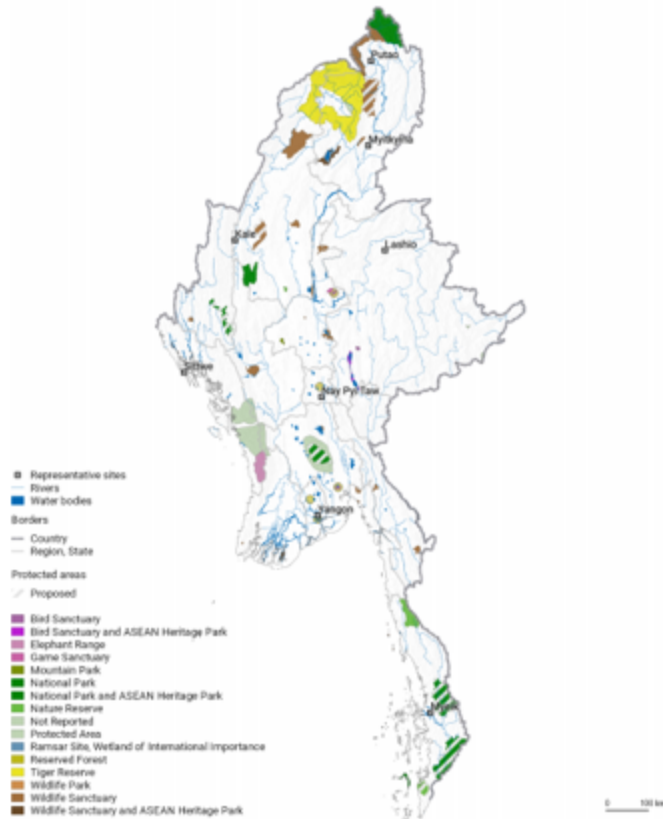 Putao
Myitkyina
Kale
Lashio
Sittwe
Nay Pyi Taw
Yangon
Myeik
Representative sites
Rivers
Water bodies
Borders
Country
Region, State
Protected areas
Proposed
Bird Sanctuary
Bird Sanctuary and ASEAN Heritage Park
Elephant Range
Game Sanctuary
Mountain Park
National Park
National Park and ASEAN Heritage Park
Nature Reserve
Not Reported
Protected Area
Ramsar Site, Wetland of International Importance
Reserved Forest
Tiger Reserve
Wildlife Park
Wildlife Sanctuary
Wildlife Sanctuary and ASEAN Heritage Park
0 100 km